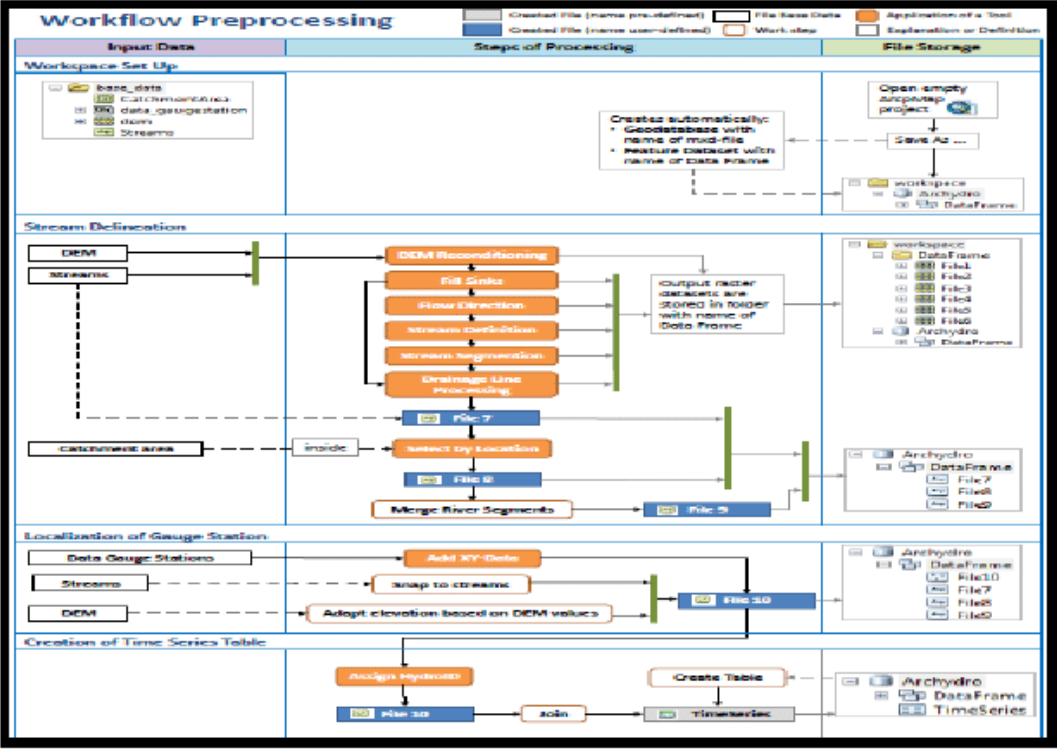 Workflow Preprocessing
Created File (name pre-defined)
File Base Data
Application of a Tool
Created File (name user-defined)
Work step
Explanation or Definition
Input Data
Steps of Processing
File Storage
Workspace Set Up
base_data
CatchmentArea
data_gaugestation
dem
Streams
Creates automatically:
• Geodatabase with
name of mxd-file
• Feature Dataset with
name of Data Frame
Open empty
ArcMap
project
Save As ...
workspace
Archydro
DataFrame
Stream Delineation
DEM
Streams
DEM Reconditioning
Fill Sinks
Flow Direction
Stream Definition
Stream Segmention
Drainage Line
Processing
File 7
Output raster
datasets are
stored in folder
with name of
Data Frame
workspace
DataFrame
File1
File2
File3
File4
File5
File6
Archydro
DataFrame
Catchment area
inside
Select by Location
File 8
Merge River Segments
File 9
Archydro
DataFrame
File7
File8
File9
Localization of Gauge Station
Data Gauge Stations
Add XY-Data
Streams
Snap to streams
DEM
Adapt elevation based on DEM values
File 10
Archydro
DataFrame
File10
File7
File8
File9
Creation of Time Series Table
Assign HydroID
Create Table
File 10
Join
TimeSeries
Archydro
DataFrame
TimeSeries